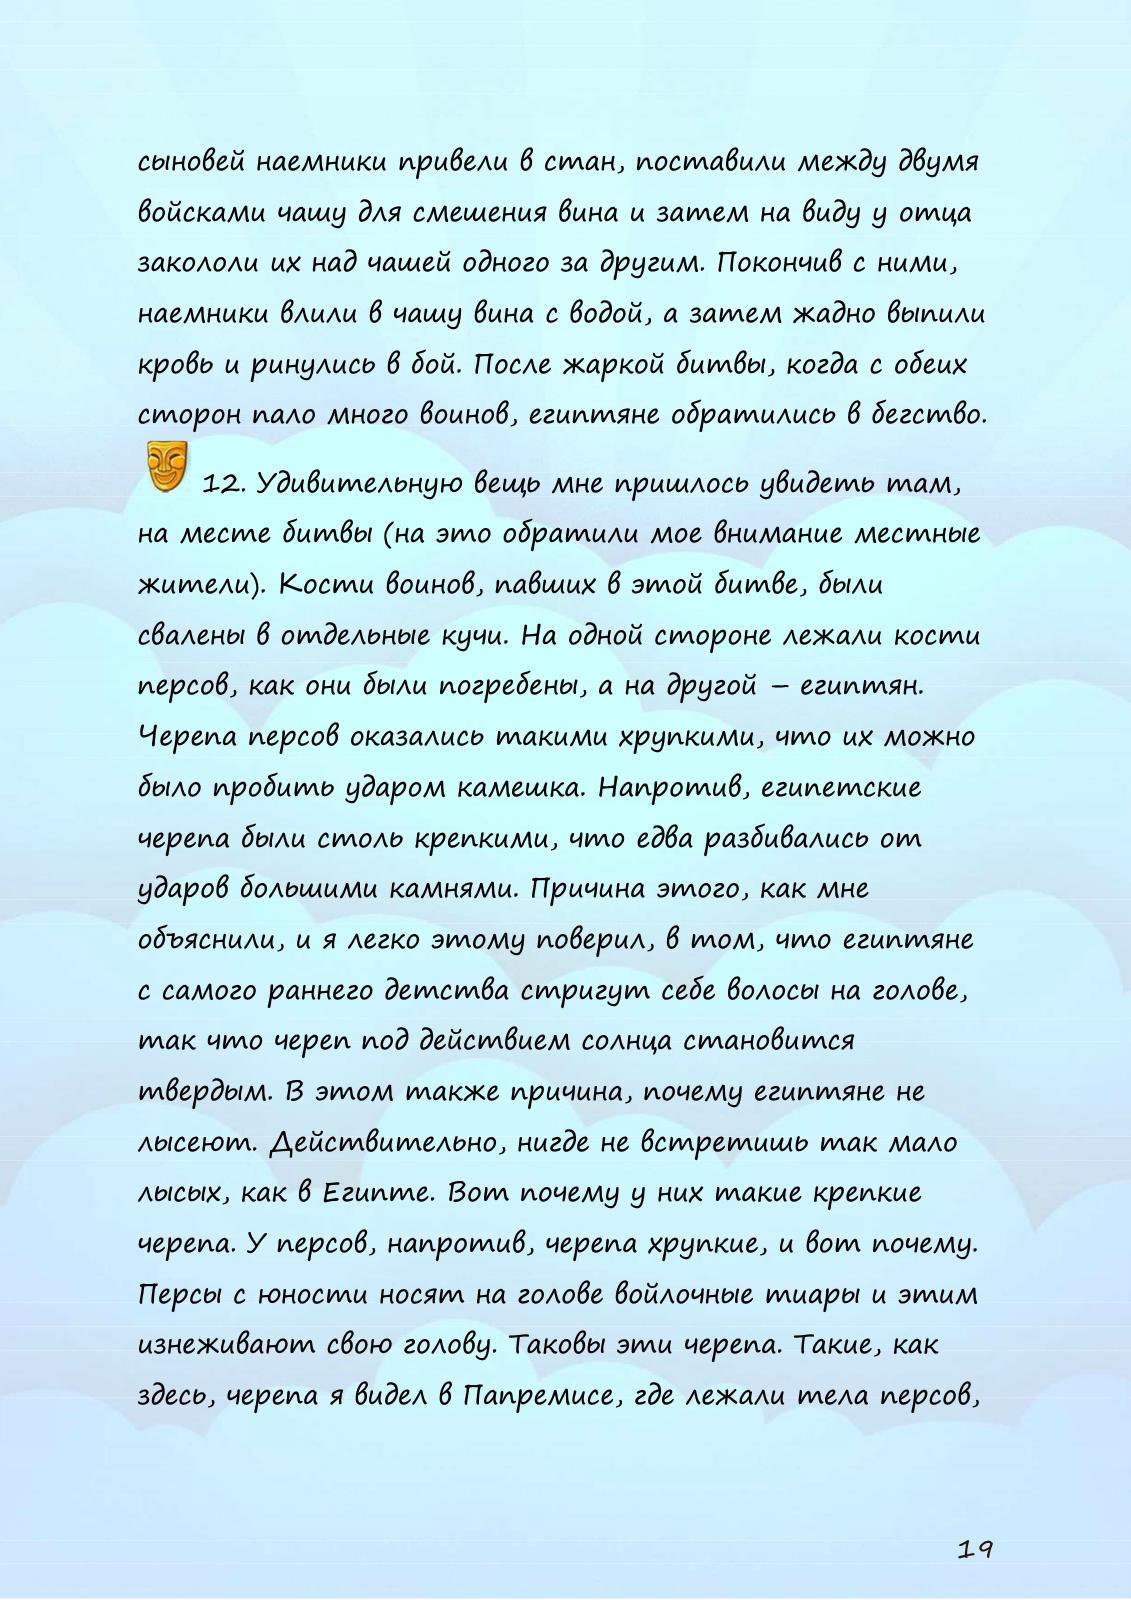 сыновей наемники привели в стан, поставили между двумя
войсками чашу для смешения вина и затем на виду у отца
закололи их над чашей одного за другим. Покончив с ними,
наемники влили в чашу вина с водой, а затем жадно выпили
кровь и ринулись в бой. После жаркой битвы, когда с обеих
сторон пало много воинов, египтяне обратились в бегство.
12. Удивительную вещь мне пришлось увидеть там,
на месте битвы (на это обратили мое внимание местные
жители). Кости воинов, павших в этой битве, были
свалены в отдельные кучи. На одной стороне лежали кости
персов, как они были погребены, а на другой – египтян.
Черепа персов оказались такими хрупкими, что их можно
было пробить ударом камешка. Напротив, египетские
черепа были столь крепкими, что едва разбивались от
ударов большими камнями. Причина этого, как мне
объяснили, и я легко этому поверил, в том, что египтяне
с самого раннего детства стригут себе волосы на голове,
так что череп под действием солнца становится
твердым. В этом также причина, почему египтяне не
лысеют. Действительно, нигде не встретишь так мало
лысых, как в Египте. Вот почему у них такие крепкие
черепа. У персов, напротив, черепа хрупкие, и вот почему.
Персы с юности носят на голове войлочные тиары и этим
изнеживают свою голову. Таковы эти черепа. Такие, как
здесь, черепа я видел в Папремисе, где лежали тела персов,
19